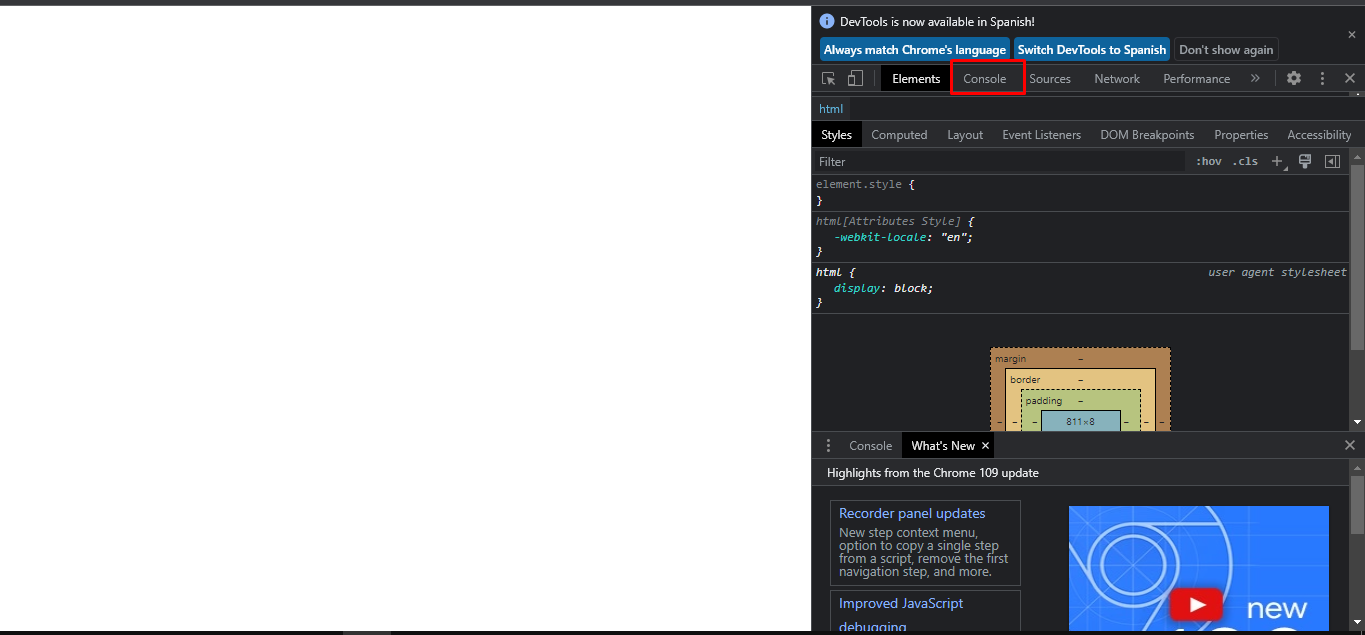 DevTools is now available in Spanish!
Always match Chrome's language Switch DevTools to Spanish Don't show again
Elements Console Sources Network Performance
html
Styles Computed Layout Event Listeners DOM Breakpoints Properties Accessibility
Filter :hov .cls
element.style {
}
html[Attributes Style] {
-webkit-locale: "en";
}
html { user agent stylesheet
display: block;
}
margin –
border –
padding –
– – – 811×8 – – –
Console What's New
Highlights from the Chrome 109 update
Recorder panel updates
New step context menu,
option to copy a single step
from a script, remove the first
navigation step, and more.
Improved JavaScript
debugging
new